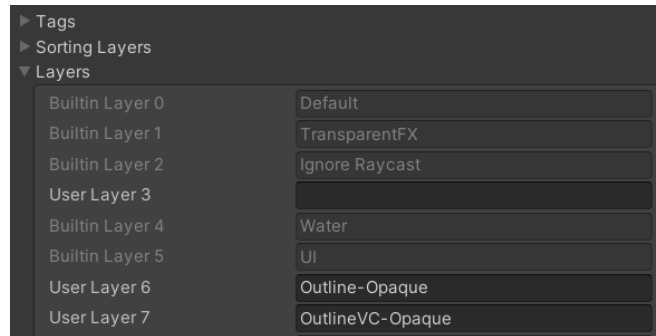 Tags
Sorting Layers
Layers
Builtin Layer 0 Default
Builtin Layer 1 TransparentFX
Builtin Layer 2 Ignore Raycast
User Layer 3
Builtin Layer 4 Water
Builtin Layer 5 UI
User Layer 6 Outline-Opaque
User Layer 7 OutlineVC-Opaque